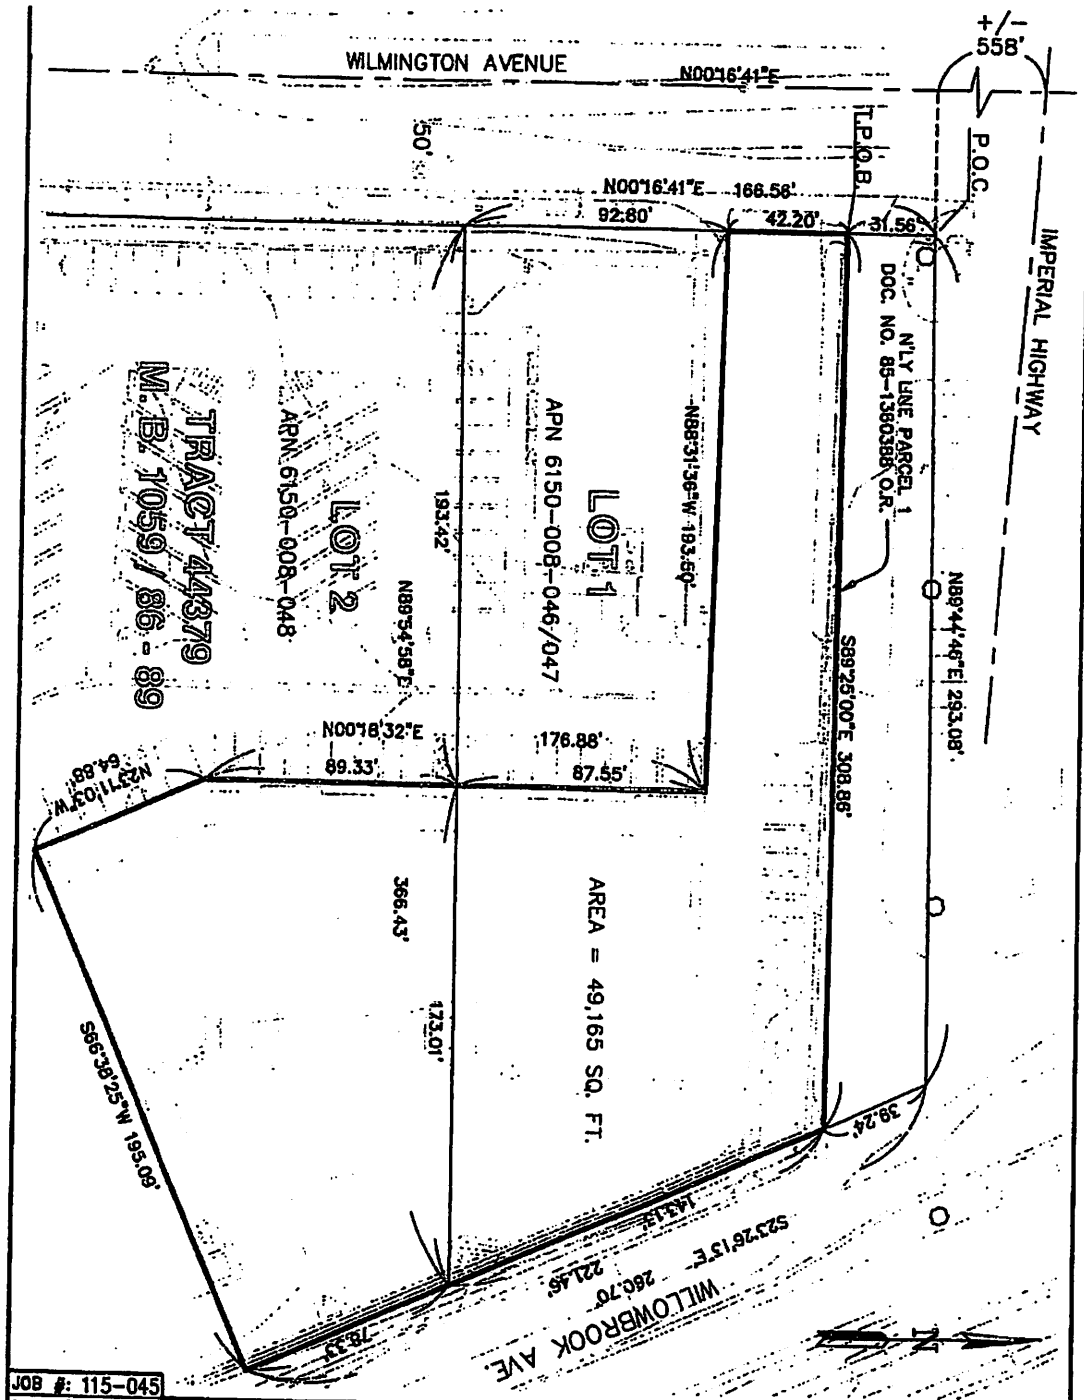 +/-
558'
WILMINGTON AVENUE
N00°16'41"E
P.O.C.
T.P.O.B.
50'
N00°16'41"E 166.56'
92.80'
42.20'
31.56'
IMPERIAL HIGHWAY
N'LY LINE PARCEL 1
DOC. NO. 85-1360388 O.R.
N88°31'36"W 193.50'
LOT 1
APN 6150-008-046/047
193.42'
LOT 2
APN 6150-008-048
TRACT 44379
M. B. 1059 / 86 - 89
N89°54'58"E
N89°44'46"E 293.08'
S89°25'00"E 308.86'
N00°18'32"E
176.88'
89.33'
87.55'
N23°11'03"W
64.88'
366.43'
173.01'
AREA = 49,165 SQ. FT.
S66°38'25"W 195.09'
39.24'
143.13'
S23°26'13"E
221.46'
260.70'
78.33'
WILLOWBROOK AVE.
N
JOB #: 115-045